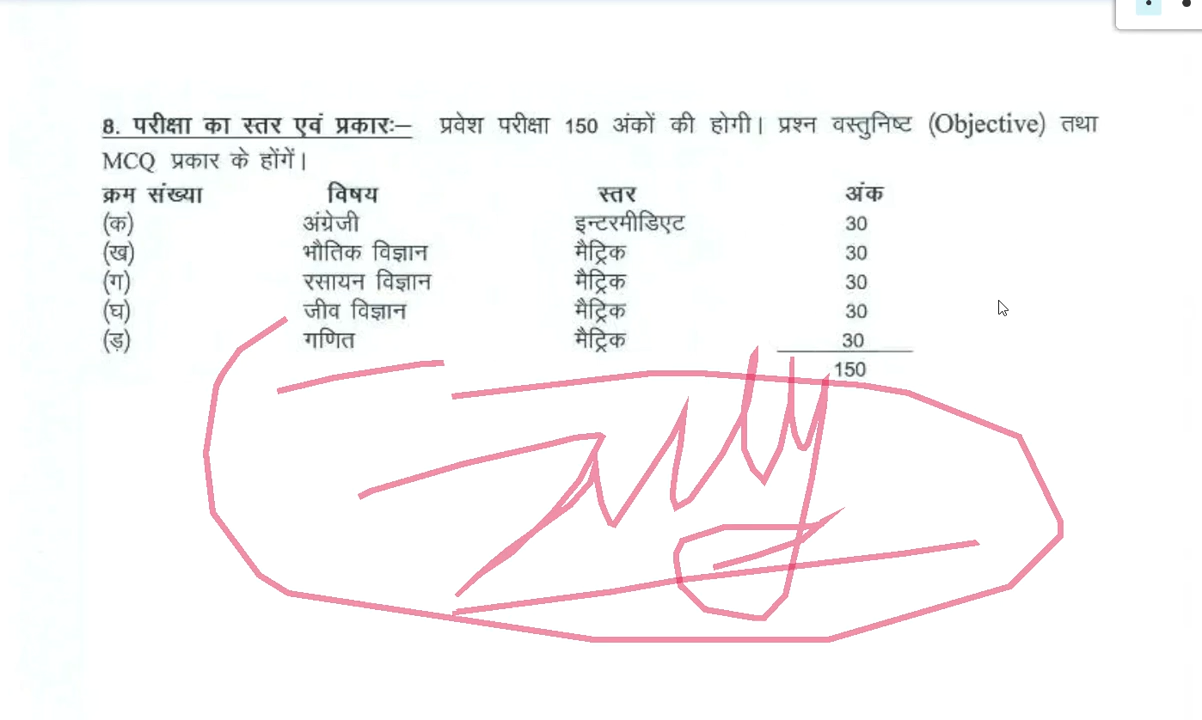 8. परीक्षा का स्तर एवं प्रकारः– प्रवेश परीक्षा 150 अंकों की होगी। प्रश्न वस्तुनिष्ट (Objective) तथा
MCQ प्रकार के होंगें।
क्रम संख्या विषय स्तर अंक
(क) अंग्रेजी इन्टरमीडिएट 30
(ख) भौतिक विज्ञान मैट्रिक 30
(ग) रसायन विज्ञान मैट्रिक 30
(घ) जीव विज्ञान मैट्रिक 30
(ड़) गणित मैट्रिक 30
150